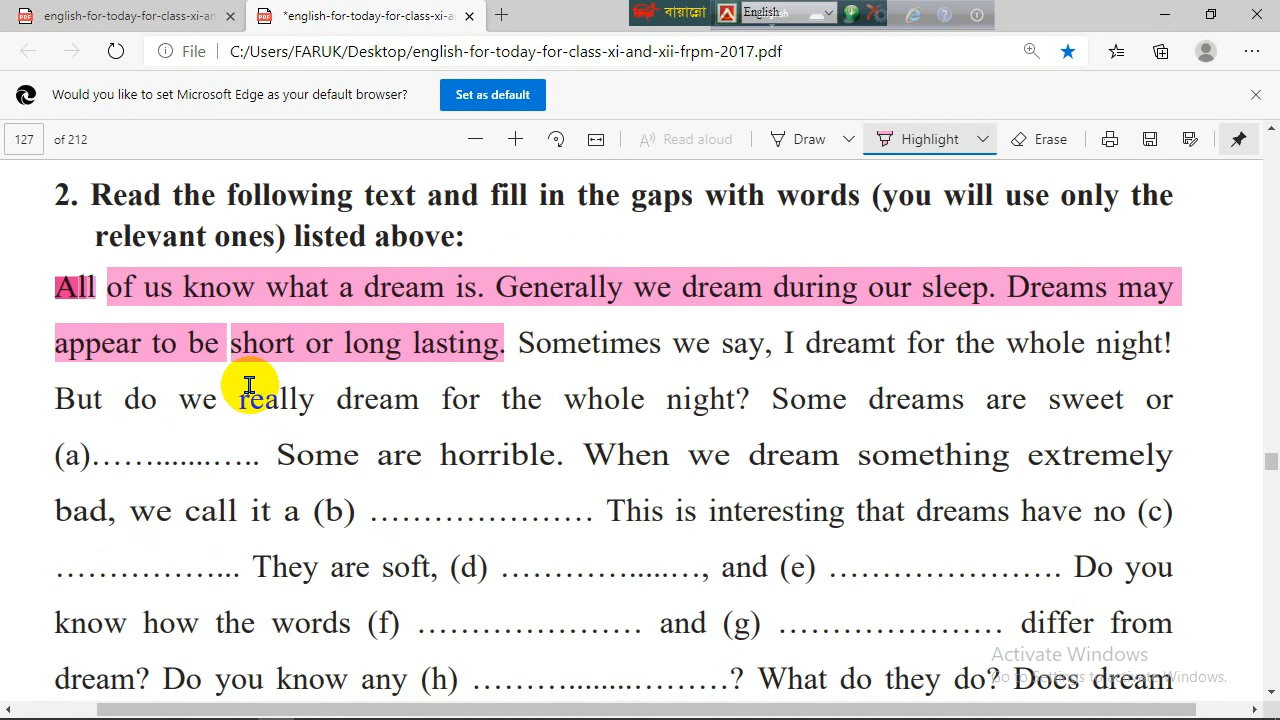 english-for-today-for-class-xi-a
*english-for-today-for-class-xi-a
हिन्दी বায়ান্নো English
File C:/Users/FARUK/Desktop/english-for-today-for-class-xi-and-xii-frpm-2017.pdf
Would you like to set Microsoft Edge as your default browser? Set as default
127 of 212 Read aloud Draw Highlight Erase
2. Read the following text and fill in the gaps with words (you will use only the
relevant ones) listed above:
All of us know what a dream is. Generally we dream during our sleep. Dreams may
appear to be short or long lasting. Sometimes we say, I dreamt for the whole night!
But do we really dream for the whole night? Some dreams are sweet or
(a)…….......……. Some are horrible. When we dream something extremely
bad, we call it a (b) …………………. This is interesting that dreams have no (c)
……………... They are soft, (d) …………......…, and (e) …………………. Do you
know how the words (f) ………………… and (g) ………………… differ from
dream? Do you know any (h) ………........………? What do they do? Does dream
Activate Windows
Go to Settings to activate Windows.